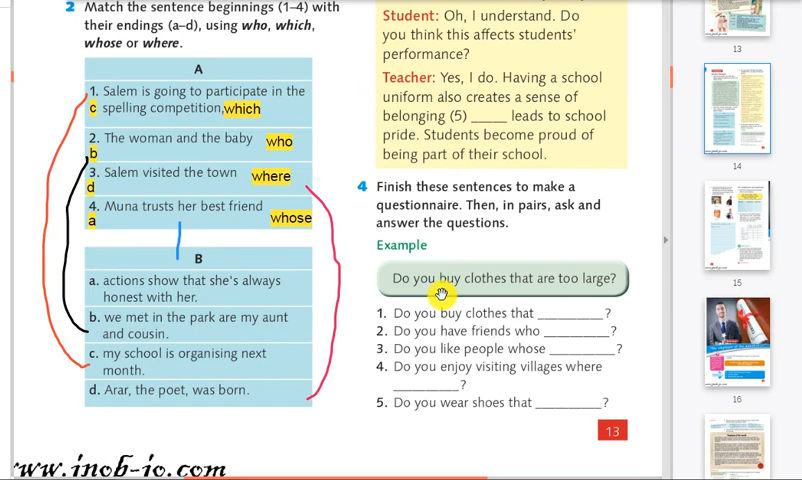 2 Match the sentence beginnings (1–4) with
their endings (a–d), using who, which,
whose or where.
A
1. Salem is going to participate in the
c spelling competition, which
2. The woman and the baby who
b
3. Salem visited the town where
d
4. Muna trusts her best friend whose
a
B
a. actions show that she's always
honest with her.
b. we met in the park are my aunt
and cousin.
c. my school is organising next
month.
d. Arar, the poet, was born.
www.jnob-jo.com
Student: Oh, I understand. Do
you think this affects students'
performance?
Teacher: Yes, I do. Having a school
uniform also creates a sense of
belonging (5) _____ leads to school
pride. Students become proud of
being part of their school.
4 Finish these sentences to make a
questionnaire. Then, in pairs, ask and
answer the questions.
Example
Do you buy clothes that are too large?
1. Do you buy clothes that _________?
2. Do you have friends who _________?
3. Do you like people whose _________?
4. Do you enjoy visiting villages where
_________?
5. Do you wear shoes that _________?
13
13
14
15
16